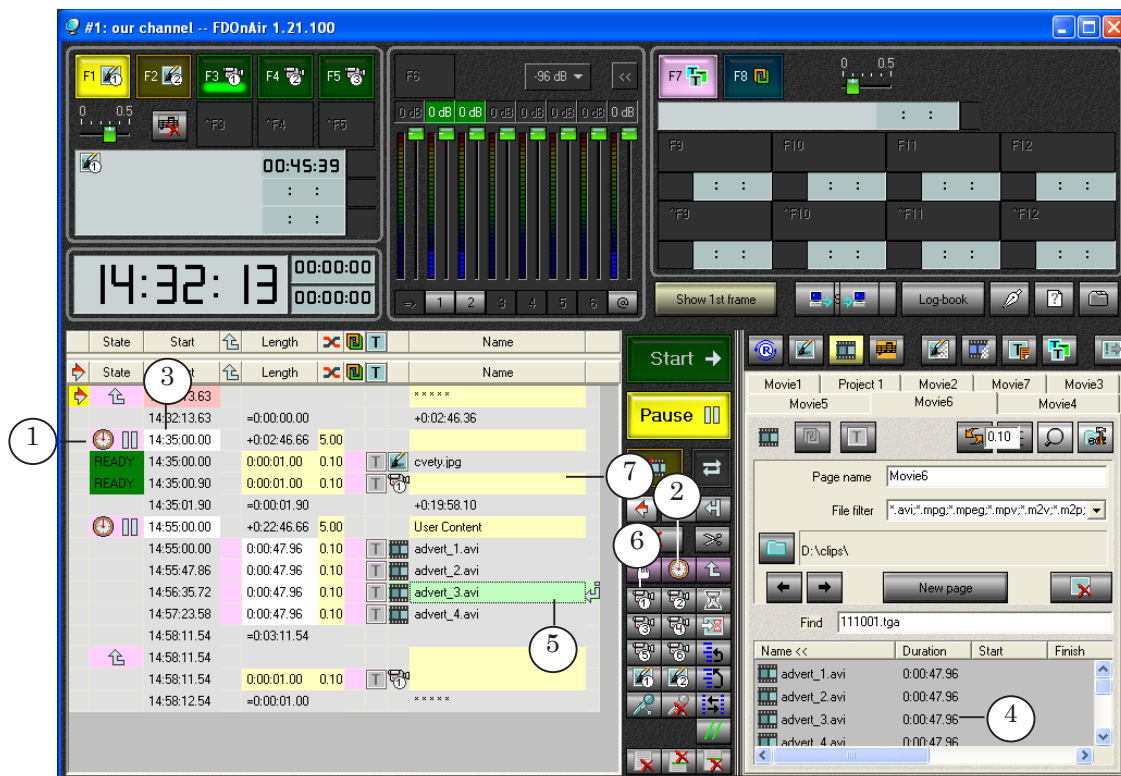 #1: our channel -- FDOnAir 1.21.100
F1 1 F2 2 F3 1 F4 2 F5 3
F6 -96 dB <<
F7 F8 0 0.5
0 0.5 ^F3 ^F4 ^F5
0 dB 0 dB 0 dB 0 dB 0 dB 0 dB 0 dB 0 dB
: :
1 00:45:39
: :
: :
F9 F10 F11 F12
: : : : : : : :
^F9 ^F10 ^F11 ^F12
: : : : : : : :
14:32:13 00:00:00
00:00:00
=> 1 2 3 4 5 6 @
Show 1st frame Log-book ?
State Start Length T Name
State Length T Name
*****
14:32:13.63 =0:00:00.00 +0:02:46.36
14:35:00.00 +0:02:46.66 5.00
READY 14:35:00.00 0:00:01.00 0.10 T cvety.jpg
READY 14:35:00.90 0:00:01.00 0.10 T 1
14:35:01.90 =0:00:01.90 +0:19:58.10
14:55:00.00 +0:22:46.66 5.00 User Content
14:55:00.00 0:00:47.96 0.10 T advert_1.avi
14:55:47.86 0:00:47.96 0.10 T advert_2.avi
14:56:35.72 0:00:47.96 0.10 T advert_3.avi
14:57:23.58 0:00:47.96 0.10 T advert_4.avi
14:58:11.54 =0:03:11.54
14:58:11.54
14:58:11.54 0:00:01.00 0.10 T
14:58:12.54 =0:00:01.00 ****
Start
Pause
1
2
3
4
5
6
7
Movie1 Project 1 Movie2 Movie7 Movie3
Movie5 Movie6 Movie4
T 0.10
Page name Movie6
File filter *.avi;*.mpg;*.mpeg;*.mpv;*.m2v;*.m2p;
D:\clips\
New page
Find 111001.tga
Name << Duration Start Finish
advert_1.avi 0:00:47.96
advert_2.avi 0:00:47.96
advert_3.avi 0:00:47.96
advert_4.avi 0:00:47.96